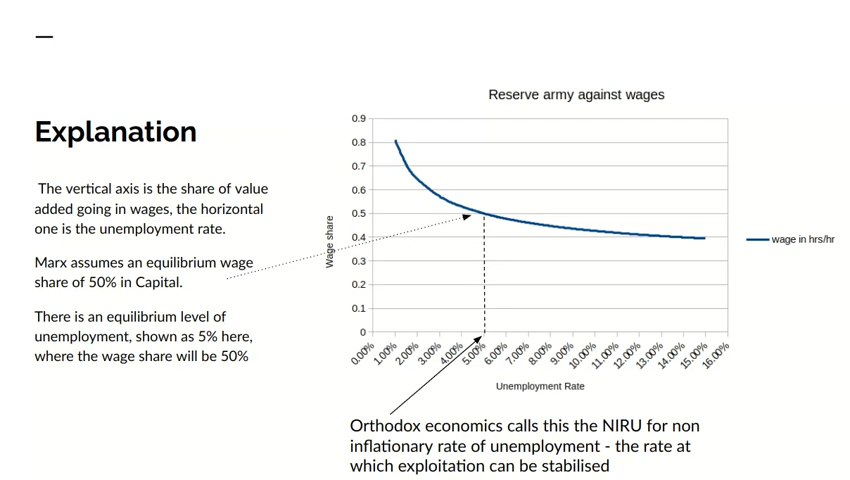 Explanation
The vertical axis is the share of value
added going in wages, the horizontal
one is the unemployment rate.
Marx assumes an equilibrium wage
share of 50% in Capital.
There is an equilibrium level of
unemployment, shown as 5% here,
where the wage share will be 50%
Reserve army against wages
Wage share
0.9
0.8
0.7
0.6
0.5
0.4
0.3
0.2
0.1
0
0.00%
1.00%
2.00%
3.00%
4.00%
5.00%
6.00%
7.00%
8.00%
9.00%
10.00%
11.00%
12.00%
13.00%
14.00%
15.00%
16.00%
Unemployment Rate
wage in hrs/hr
Orthodox economics calls this the NIRU for non
inflationary rate of unemployment - the rate at
which exploitation can be stabilised